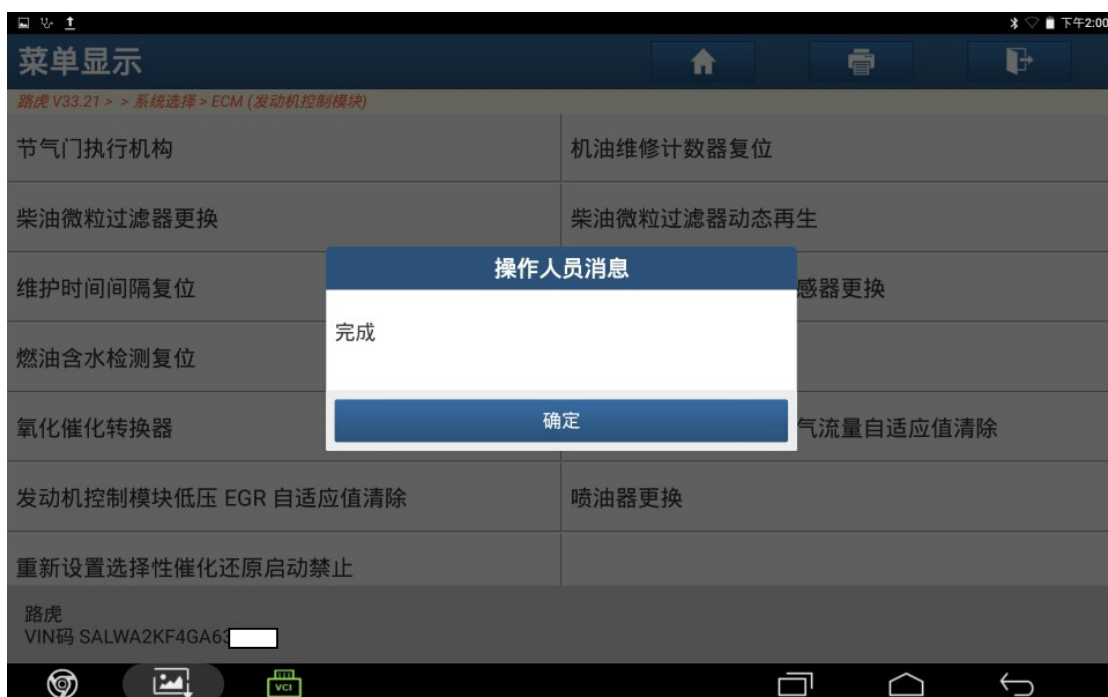 下午2:00
菜单显示
路虎 V33.21 > > 系统选择 > ECM (发动机控制模块)
节气门执行机构
机油维修计数器复位
柴油微粒过滤器更换
柴油微粒过滤器动态再生
操作人员消息
维护时间间隔复位
感器更换
完成
燃油含水检测复位
确定
氧化催化转换器
气流量自适应值清除
发动机控制模块低压 EGR 自适应值清除
喷油器更换
重新设置选择性催化还原启动禁止
路虎
VIN码 SALWA2KF4GA63
VCI